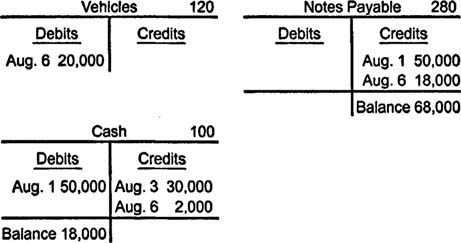 Vehicles 120
Debits Credits
Aug. 6 20,000
Notes Payable 280
Debits Credits
Aug. 1 50,000
Aug. 6 18,000
Balance 68,000
Cash 100
Debits Credits
Aug. 1 50,000 Aug. 3 30,000
Aug. 6 2,000
Balance 18,000